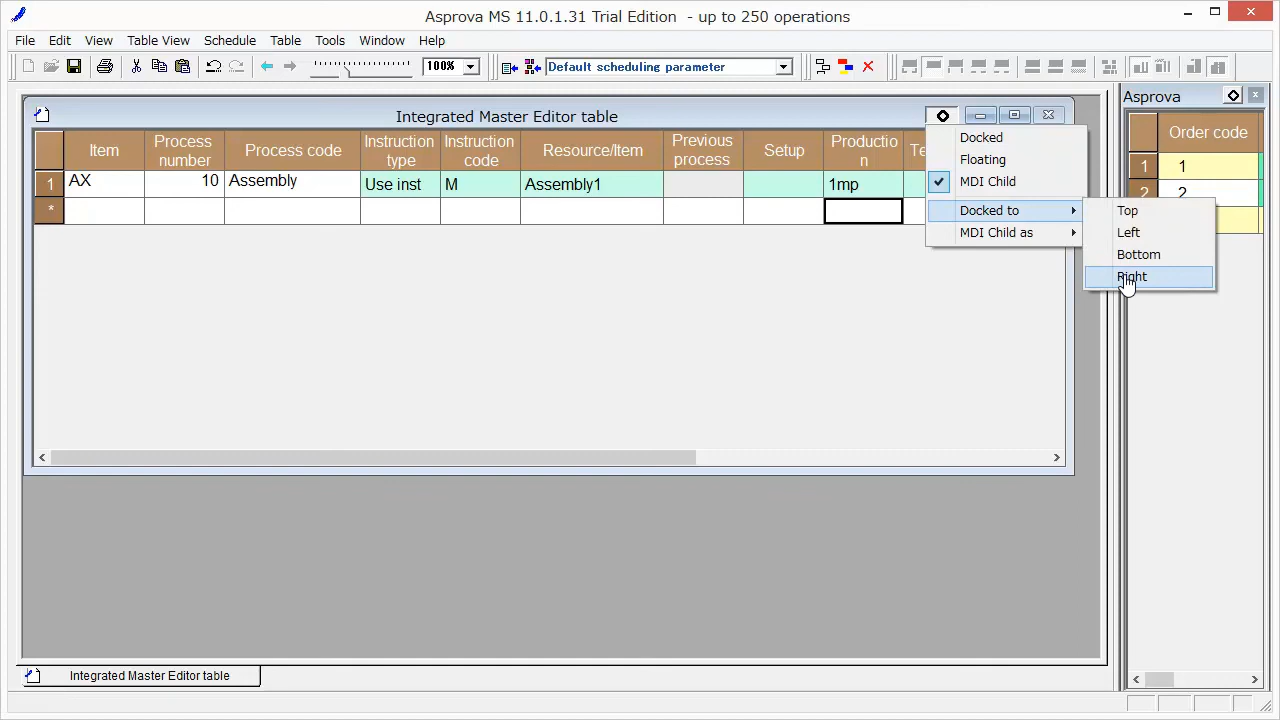 Asprova MS 11.0.1.31 Trial Edition - up to 250 operations
File Edit View Table View Schedule Table Tools Window Help
100% Default scheduling parameter
Asprova
Integrated Master Editor table
Item Process number Process code Instruction type Instruction code Resource/Item Previous process Setup Productio n Te
1 AX 10 Assembly Use inst M Assembly1 1mp
*
Docked
Floating
MDI Child
Docked to
MDI Child as
Top
Left
Bottom
Right
Order code
1 1
2 2
Integrated Master Editor table